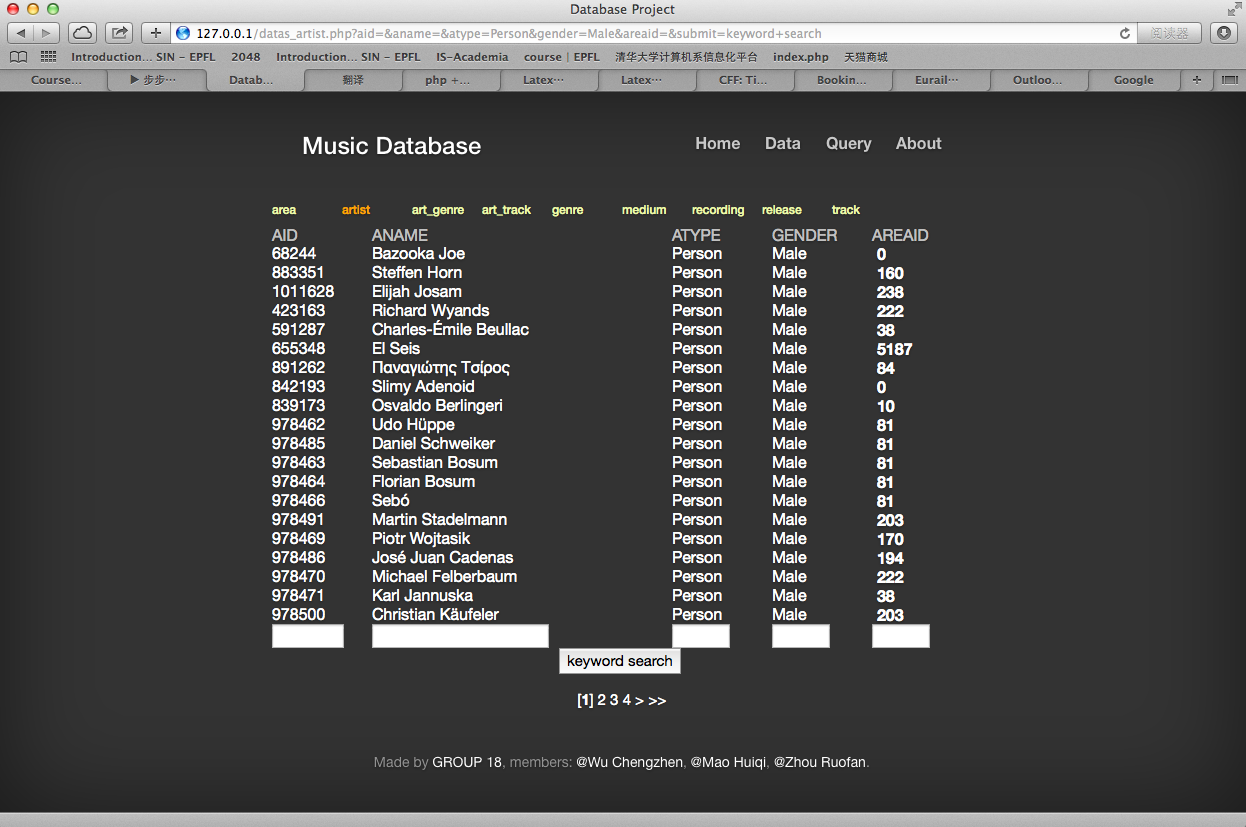 Database Project
127.0.0.1/datas_artist.php?aid=&aname=&atype=Person&gender=Male&areaid=&submit=keyword+search 阅读器
Introduction... SIN – EPFL 2048 Introduction... SIN – EPFL IS-Academia course | EPFL 清华大学计算机系信息化平台 index.php 天猫商城
Course... ▶ 步步... Datab... 翻译 php +... Latex... Latex... CFF: Ti... Bookin... Eurail... Outloo... Google
Music Database Home Data Query About
area artist art_genre art_track genre medium recording release track
AID ANAME ATYPE GENDER AREAID
68244 Bazooka Joe Person Male 0
883351 Steffen Horn Person Male 160
1011628 Elijah Josam Person Male 238
423163 Richard Wyands Person Male 222
591287 Charles-Émile Beullac Person Male 38
655348 El Seis Person Male 5187
891262 Παναγιώτης Τσίρος Person Male 84
842193 Slimy Adenoid Person Male 0
839173 Osvaldo Berlingeri Person Male 10
978462 Udo Hüppe Person Male 81
978485 Daniel Schweiker Person Male 81
978463 Sebastian Bosum Person Male 81
978464 Florian Bosum Person Male 81
978466 Sebó Person Male 81
978491 Martin Stadelmann Person Male 203
978469 Piotr Wojtasik Person Male 170
978486 José Juan Cadenas Person Male 194
978470 Michael Felberbaum Person Male 222
978471 Karl Jannuska Person Male 38
978500 Christian Käufeler Person Male 203
keyword search
[1] 2 3 4 > >>
Made by GROUP 18, members: @Wu Chengzhen, @Mao Huiqi, @Zhou Ruofan.